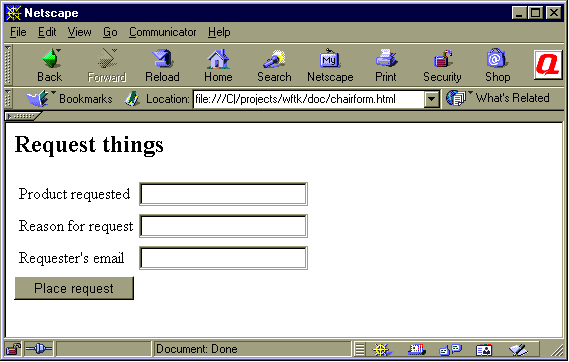 Netscape
File Edit View Go Communicator Help
Back Forward Reload Home Search Netscape Print Security Shop
My
Q
Bookmarks Location: file:///C|/projects/wftk/doc/chairform.html What's Related
Request things
Product requested
Reason for request
Requester's email
Place request
Document: Done